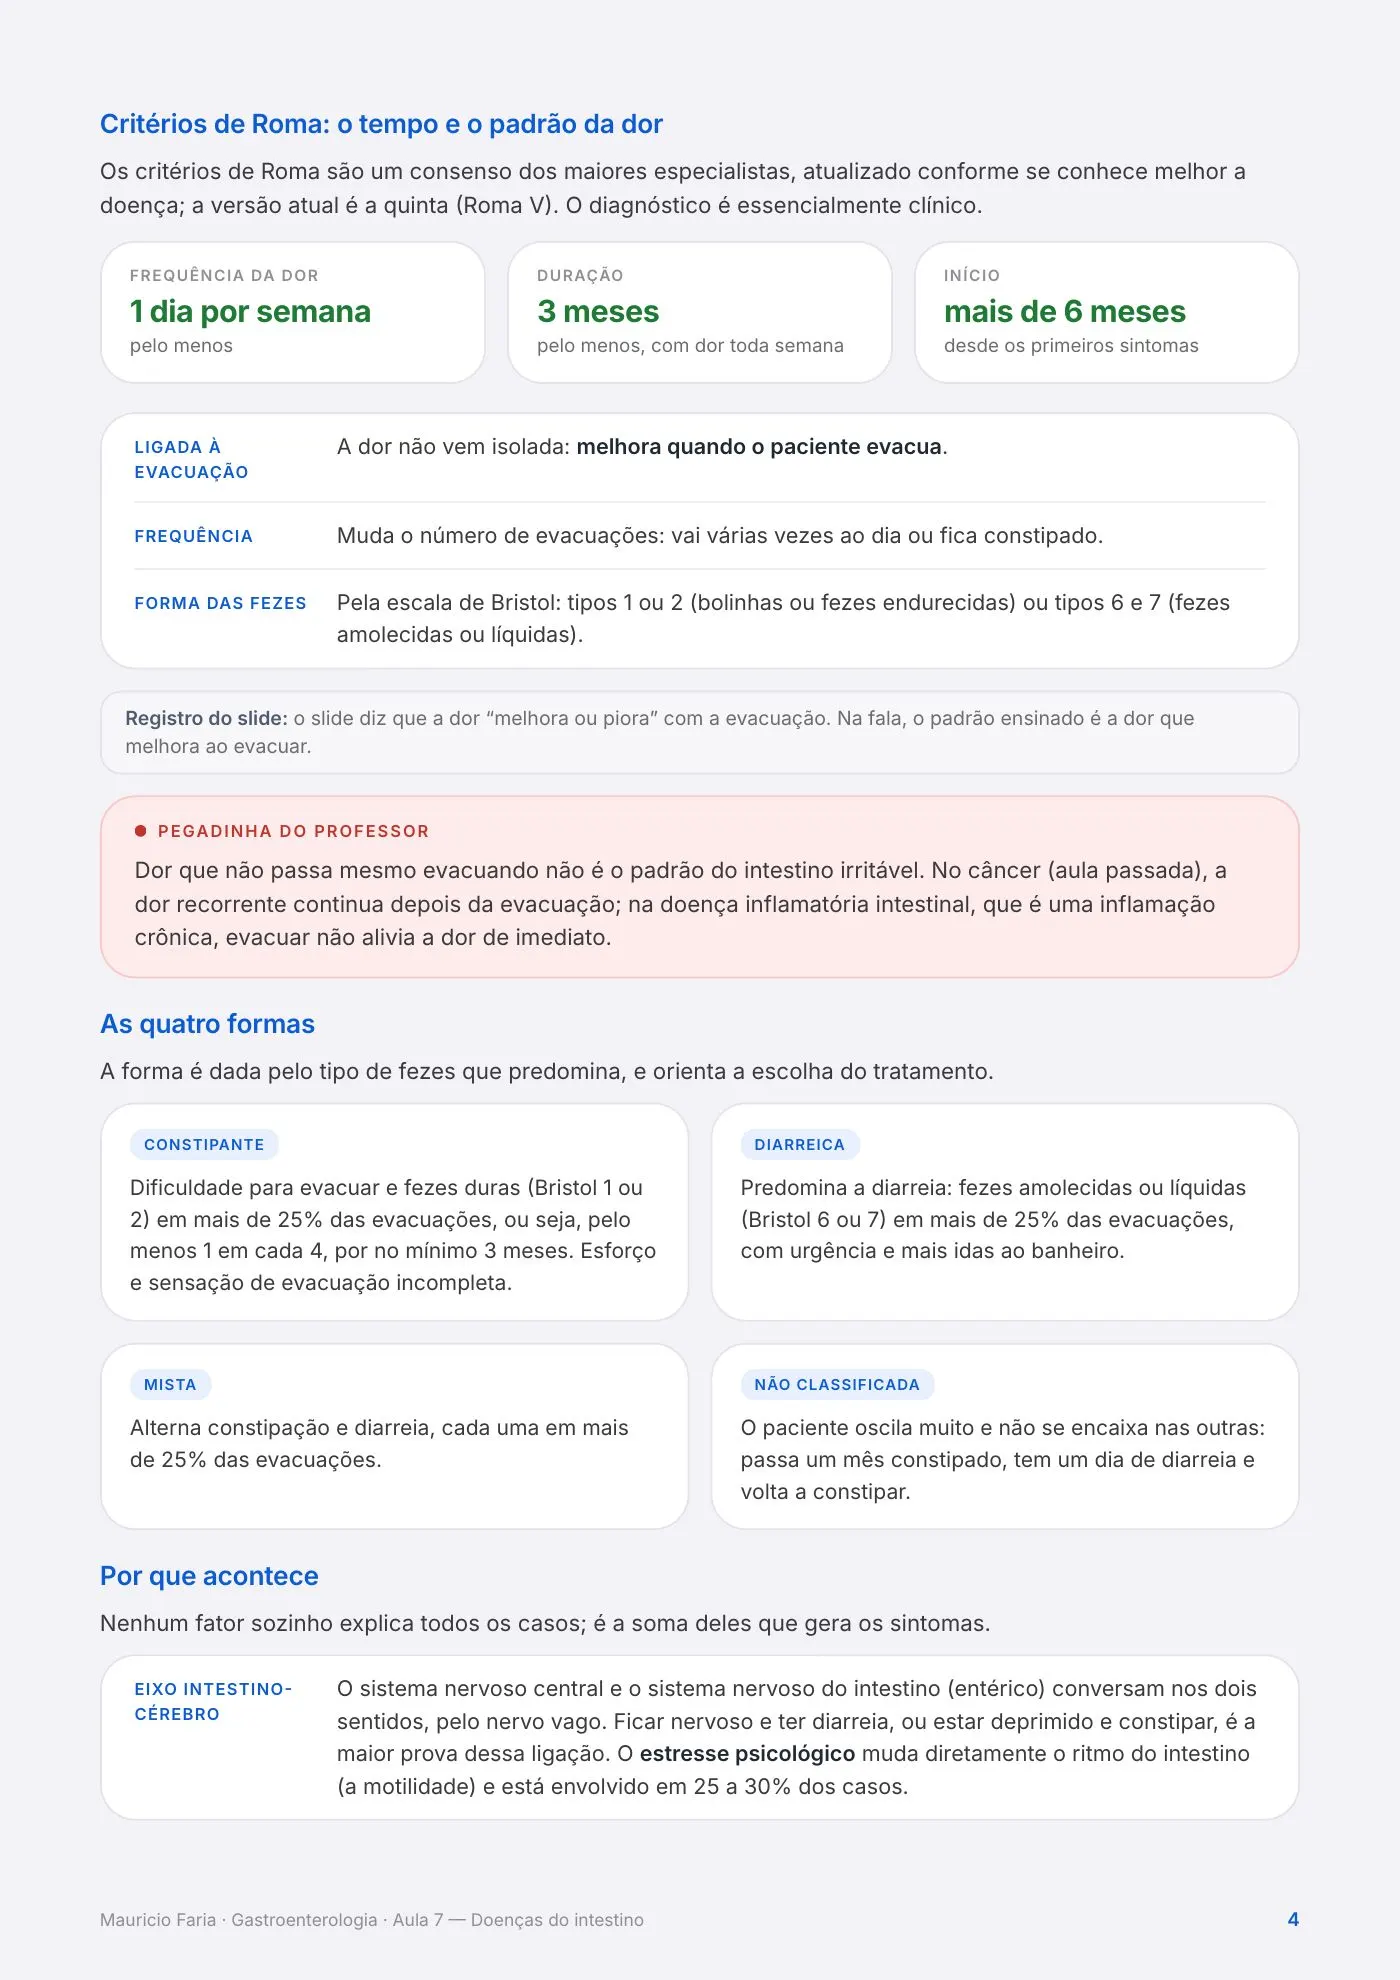 Critérios de Roma: o tempo e o padrão da dor
Os critérios de Roma são um consenso dos maiores especialistas, atualizado conforme se conhece melhor a
doença; a versão atual é a quinta (Roma V). O diagnóstico é essencialmente clínico.
FREQUÊNCIA DA DOR
1 dia por semana
pelo menos
DURAÇÃO
3 meses
pelo menos, com dor toda semana
INÍCIO
mais de 6 meses
desde os primeiros sintomas
LIGADA À
EVACUAÇÃO
A dor não vem isolada: melhora quando o paciente evacua.
FREQUÊNCIA
Muda o número de evacuações: vai várias vezes ao dia ou fica constipado.
FORMA DAS FEZES
Pela escala de Bristol: tipos 1 ou 2 (bolinhas ou fezes endurecidas) ou tipos 6 e 7 (fezes
amolecidas ou líquidas).
Registro do slide: o slide diz que a dor “melhora ou piora” com a evacuação. Na fala, o padrão ensinado é a dor que
melhora ao evacuar.
PEGADINHA DO PROFESSOR
Dor que não passa mesmo evacuando não é o padrão do intestino irritável. No câncer (aula passada), a
dor recorrente continua depois da evacuação; na doença inflamatória intestinal, que é uma inflamação
crônica, evacuar não alivia a dor de imediato.
As quatro formas
A forma é dada pelo tipo de fezes que predomina, e orienta a escolha do tratamento.
CONSTIPANTE
Dificuldade para evacuar e fezes duras (Bristol 1 ou
2) em mais de 25% das evacuações, ou seja, pelo
menos 1 em cada 4, por no mínimo 3 meses. Esforço
e sensação de evacuação incompleta.
DIARREICA
Predomina a diarreia: fezes amolecidas ou líquidas
(Bristol 6 ou 7) em mais de 25% das evacuações,
com urgência e mais idas ao banheiro.
MISTA
Alterna constipação e diarreia, cada uma em mais
de 25% das evacuações.
NÃO CLASSIFICADA
O paciente oscila muito e não se encaixa nas outras:
passa um mês constipado, tem um dia de diarreia e
volta a constipar.
Por que acontece
Nenhum fator sozinho explica todos os casos; é a soma deles que gera os sintomas.
EIXO INTESTINO-
CÉREBRO
O sistema nervoso central e o sistema nervoso do intestino (entérico) conversam nos dois
sentidos, pelo nervo vago. Ficar nervoso e ter diarreia, ou estar deprimido e constipar, é a
maior prova dessa ligação. O estresse psicológico muda diretamente o ritmo do intestino
(a motilidade) e está envolvido em 25 a 30% dos casos.
Mauricio Faria · Gastroenterologia · Aula 7 — Doenças do intestino
4